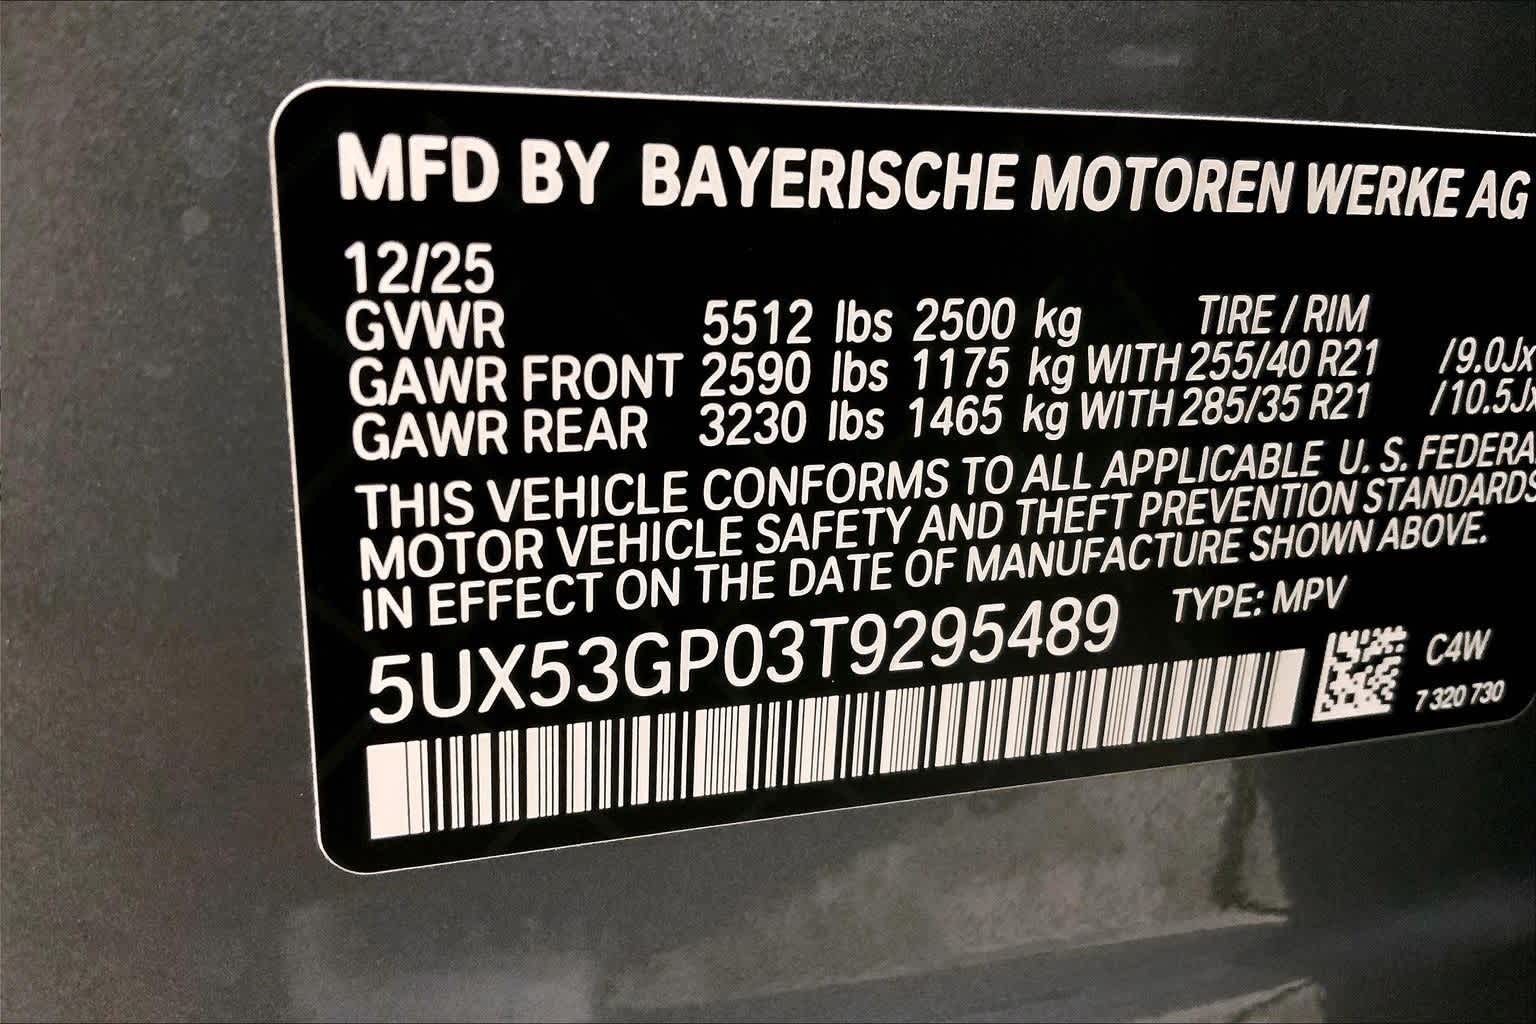 MFD BY BAYERISCHE MOTOREN WERKE AG
12/25
GVWR 5512 lbs 2500 kg TIRE / RIM
GAWR FRONT 2590 lbs 1175 kg WITH 255/40 R21 /9.0Jx
GAWR REAR 3230 lbs 1465 kg WITH 285/35 R21 /10.5Jx
THIS VEHICLE CONFORMS TO ALL APPLICABLE U. S. FEDERA
MOTOR VEHICLE SAFETY AND THEFT PREVENTION STANDARDS
IN EFFECT ON THE DATE OF MANUFACTURE SHOWN ABOVE.
5UX53GP03T9295489 TYPE: MPV
C4W
7 320 730